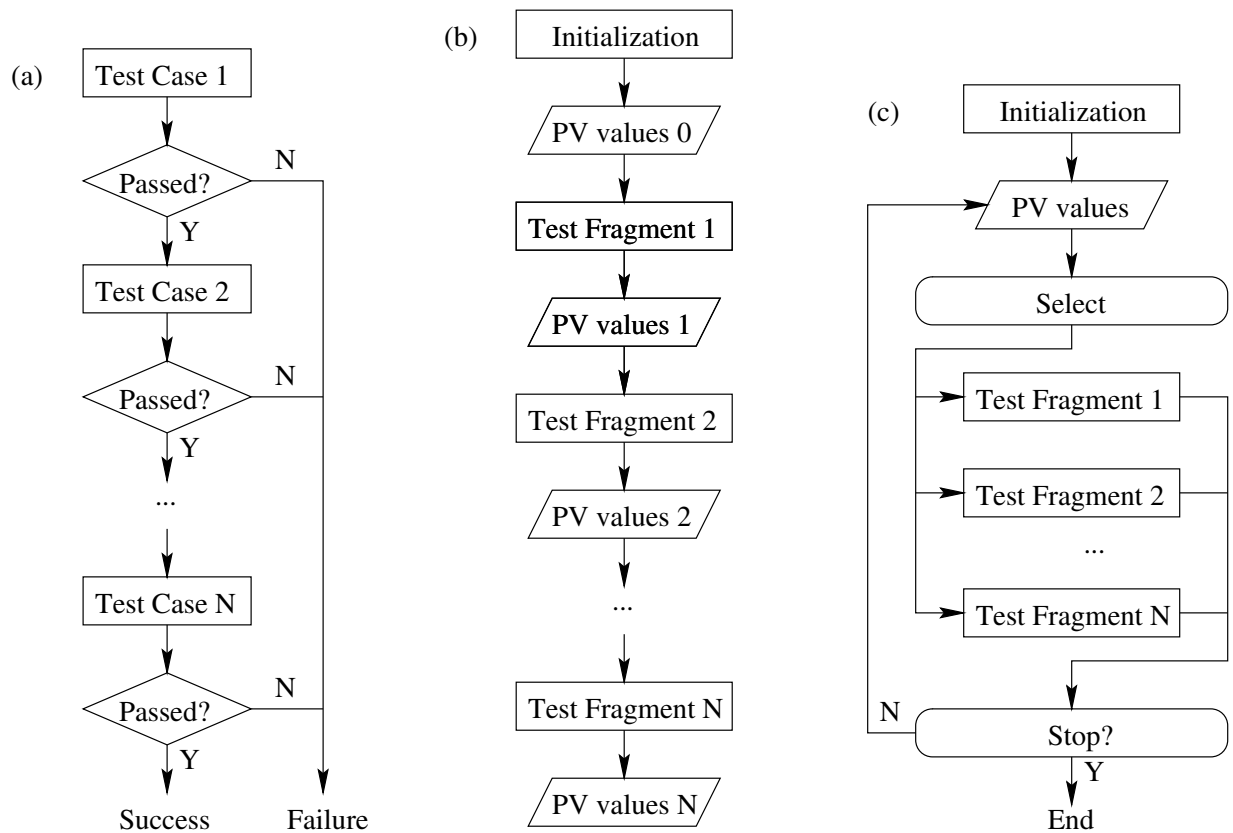 (a)
Test Case 1
Passed?
N
Y
Test Case 2
Passed?
N
Y
...
Test Case N
Passed?
N
Y
Success
Failure
(b)
Initialization
PV values 0
Test Fragment 1
PV values 1
Test Fragment 2
PV values 2
...
Test Fragment N
PV values N
(c)
Initialization
PV values
Select
Test Fragment 1
Test Fragment 2
...
Test Fragment N
N
Stop?
Y
End